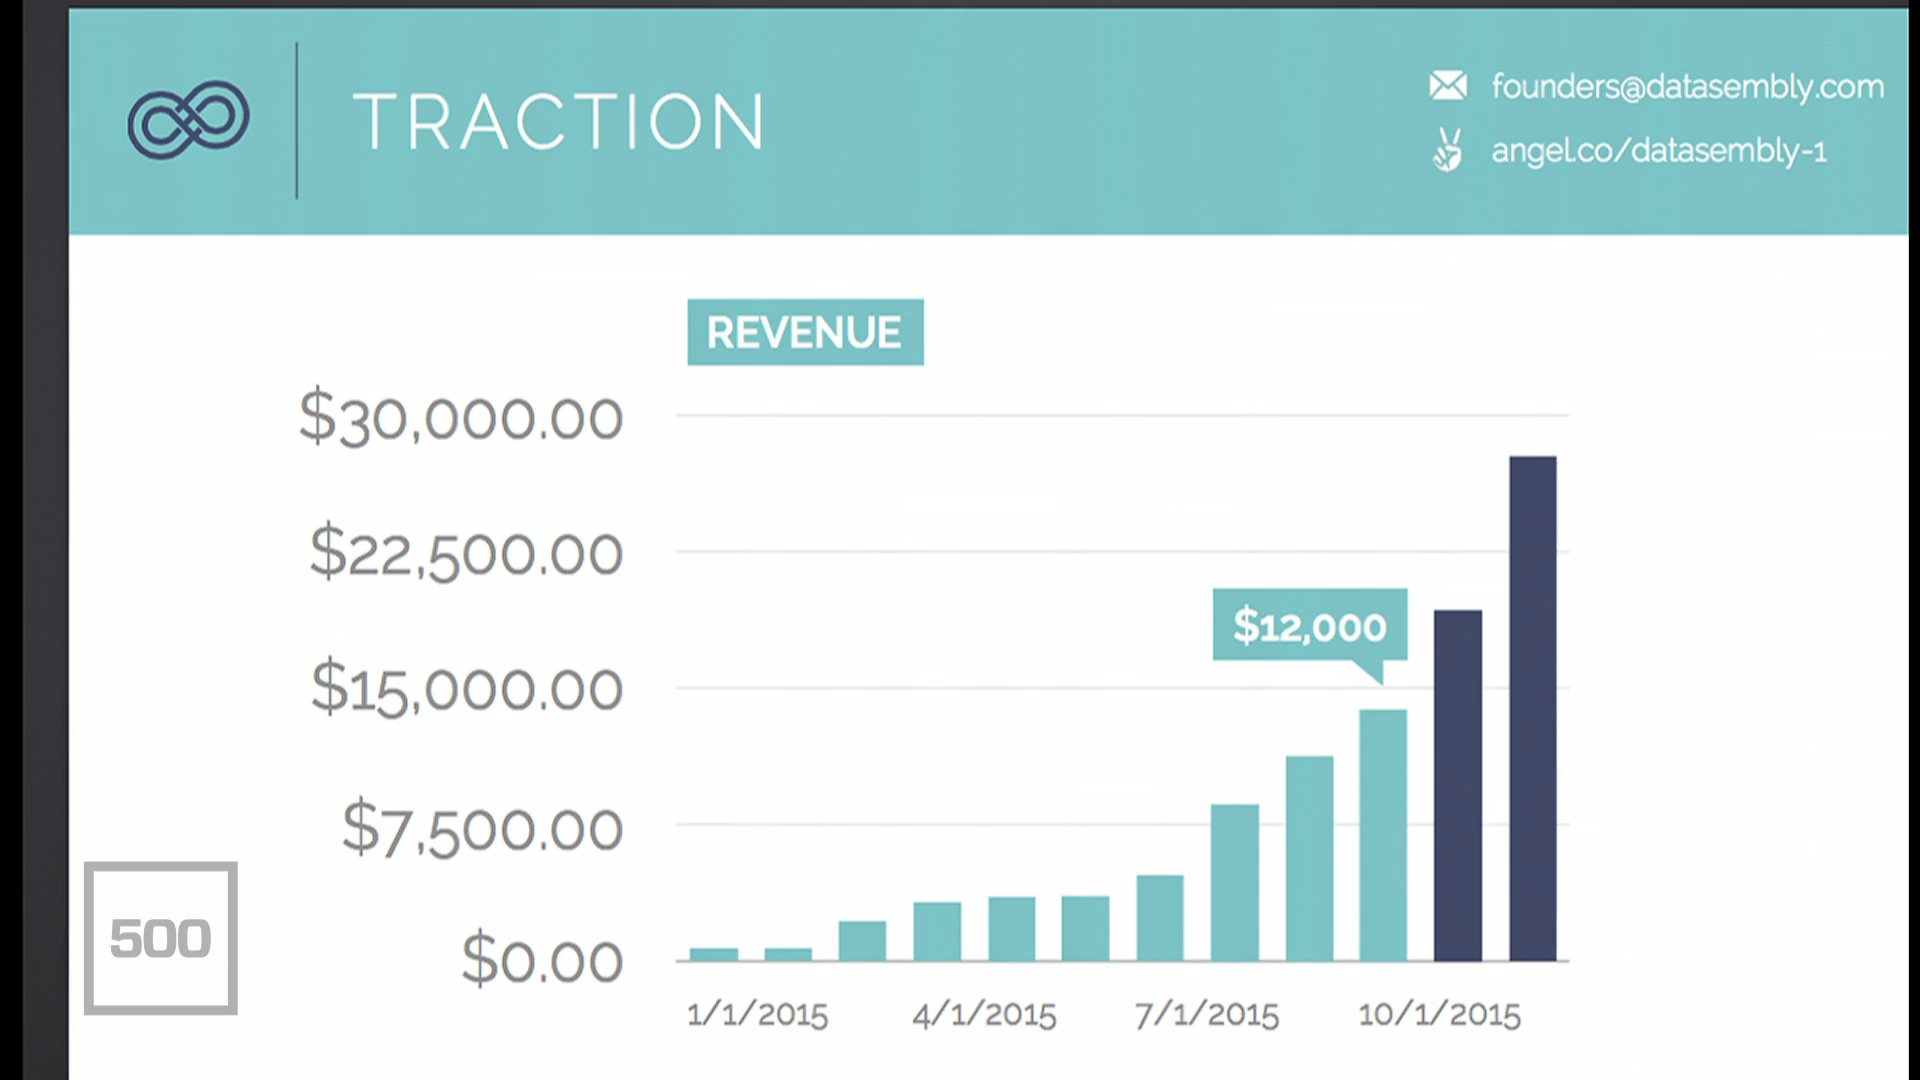 TRACTION
founders@datasembly.com
angel.co/datasembly-1
REVENUE
$30,000.00
$22,500.00
$12,000
$15,000.00
$7,500.00
500
$0.00
1/1/2015 4/1/2015 7/1/2015 10/1/2015